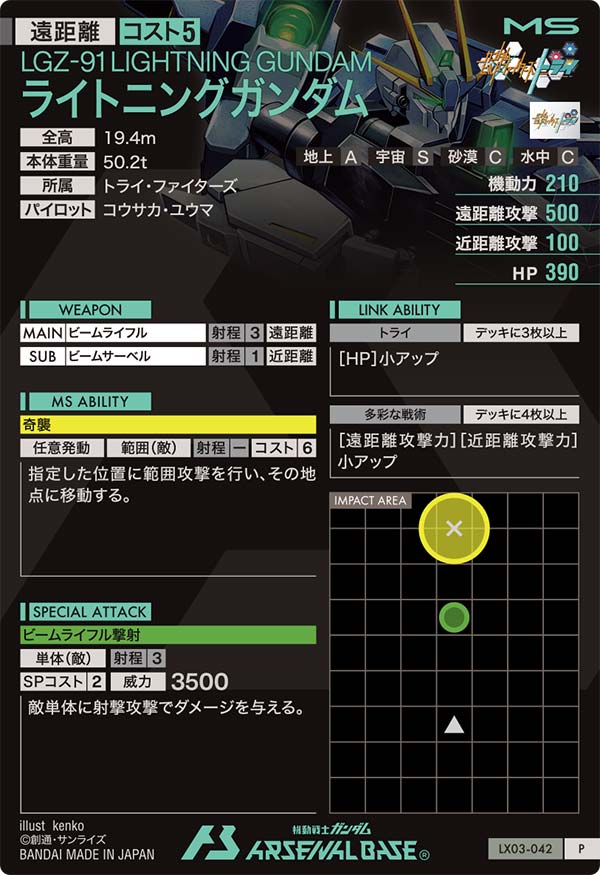 遠距離 コスト5 MS
LGZ-91 LIGHTNING GUNDAM
ライトニングガンダム
全高 19.4m
本体重量 50.2t
所属 トライ・ファイターズ
パイロット コウサカ・ユウマ
地上 A 宇宙 S 砂漠 C 水中 C
機動力 210
遠距離攻撃 500
近距離攻撃 100
HP 390
WEAPON
MAIN ビームライフル 射程 3 遠距離
SUB ビームサーベル 射程 1 近距離
MS ABILITY
奇襲
任意発動 範囲(敵) 射程 ー コスト 6
指定した位置に範囲攻撃を行い、その地
点に移動する。
SPECIAL ATTACK
ビームライフル撃射
単体(敵) 射程 3
SPコスト 2 威力 3500
敵単体に射撃攻撃でダメージを与える。
LINK ABILITY
トライ デッキに3枚以上
[HP]小アップ
多彩な戦術 デッキに4枚以上
[遠距離攻撃力][近距離攻撃力]
小アップ
IMPACT AREA
illust kenko
©創通・サンライズ
BANDAI MADE IN JAPAN
機動戦士ガンダム
AB ARSENAL BASE®
LX03-042 P